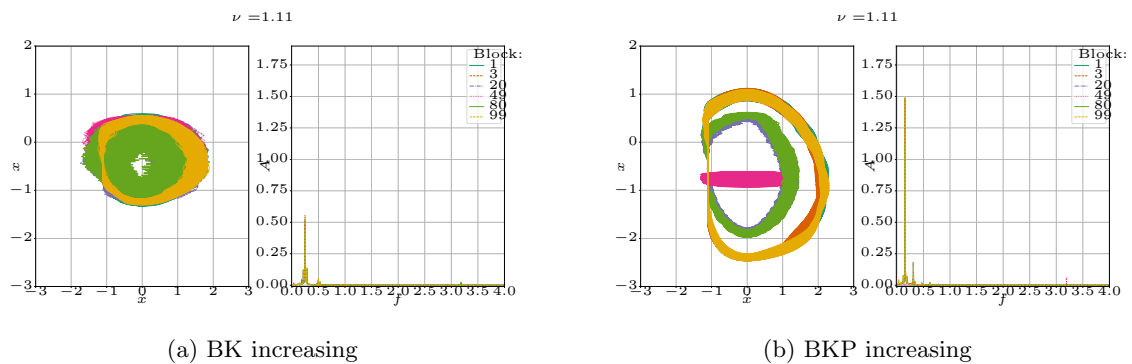 ν =1.11
2
1
0
−1
−2
−3
x
−3 −2 −1 0 1 2 3
x
1.75
1.50
1.25
1.00
0.75
0.50
0.25
0.00
A
0.0 0.5 1.0 1.5 2.0 2.5 3.0 3.5 4.0
f
Block:
1
3
20
49
80
99
(a) BK increasing
ν =1.11
2
1
0
−1
−2
−3
x
−3 −2 −1 0 1 2 3
x
1.75
1.50
1.25
1.00
0.75
0.50
0.25
0.00
A
0.0 0.5 1.0 1.5 2.0 2.5 3.0 3.5 4.0
f
Block:
1
3
20
49
80
99
(b) BKP increasing